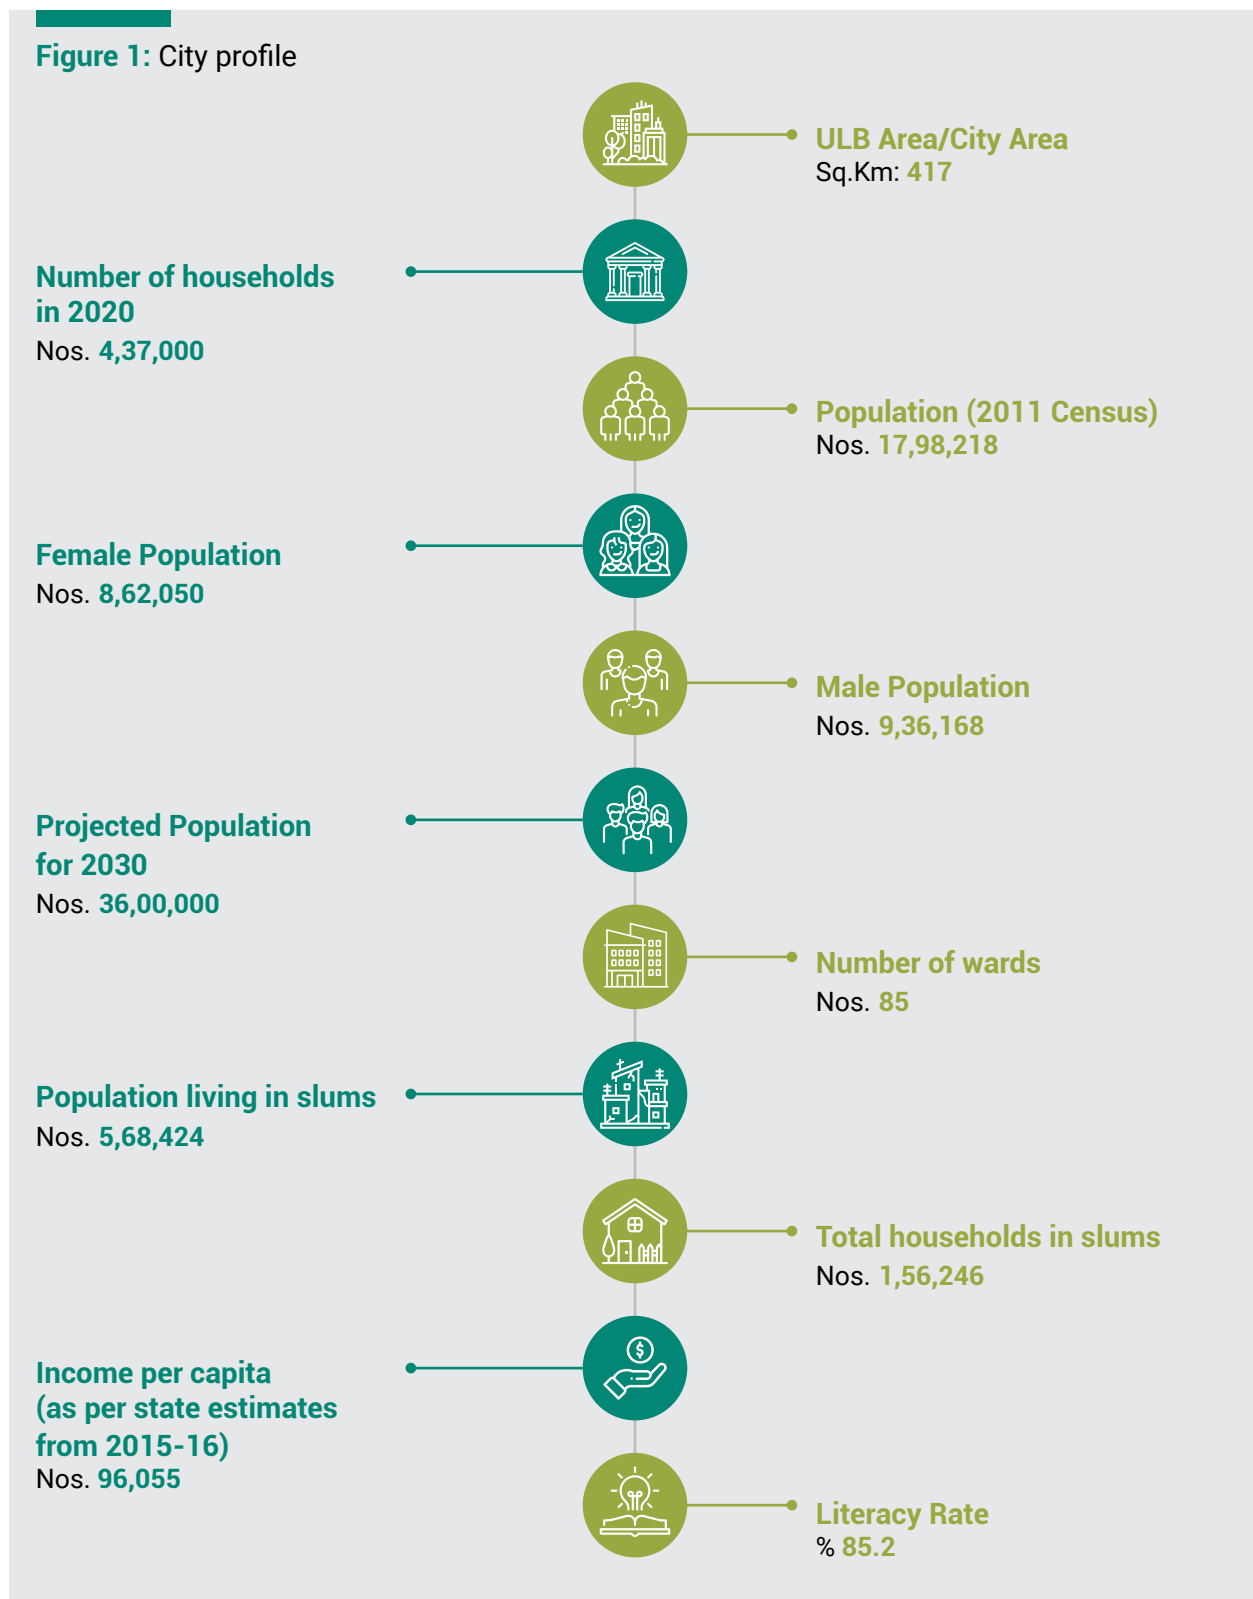 Figure 1: City profile
ULB Area/City Area
Sq.Km: 417
Number of households
in 2020
Nos. 4,37,000
Population (2011 Census)
Nos. 17,98,218
Female Population
Nos. 8,62,050
Male Population
Nos. 9,36,168
Projected Population
for 2030
Nos. 36,00,000
Number of wards
Nos. 85
Population living in slums
Nos. 5,68,424
Total households in slums
Nos. 1,56,246
Income per capita
(as per state estimates
from 2015-16)
Nos. 96,055
Literacy Rate
% 85.2